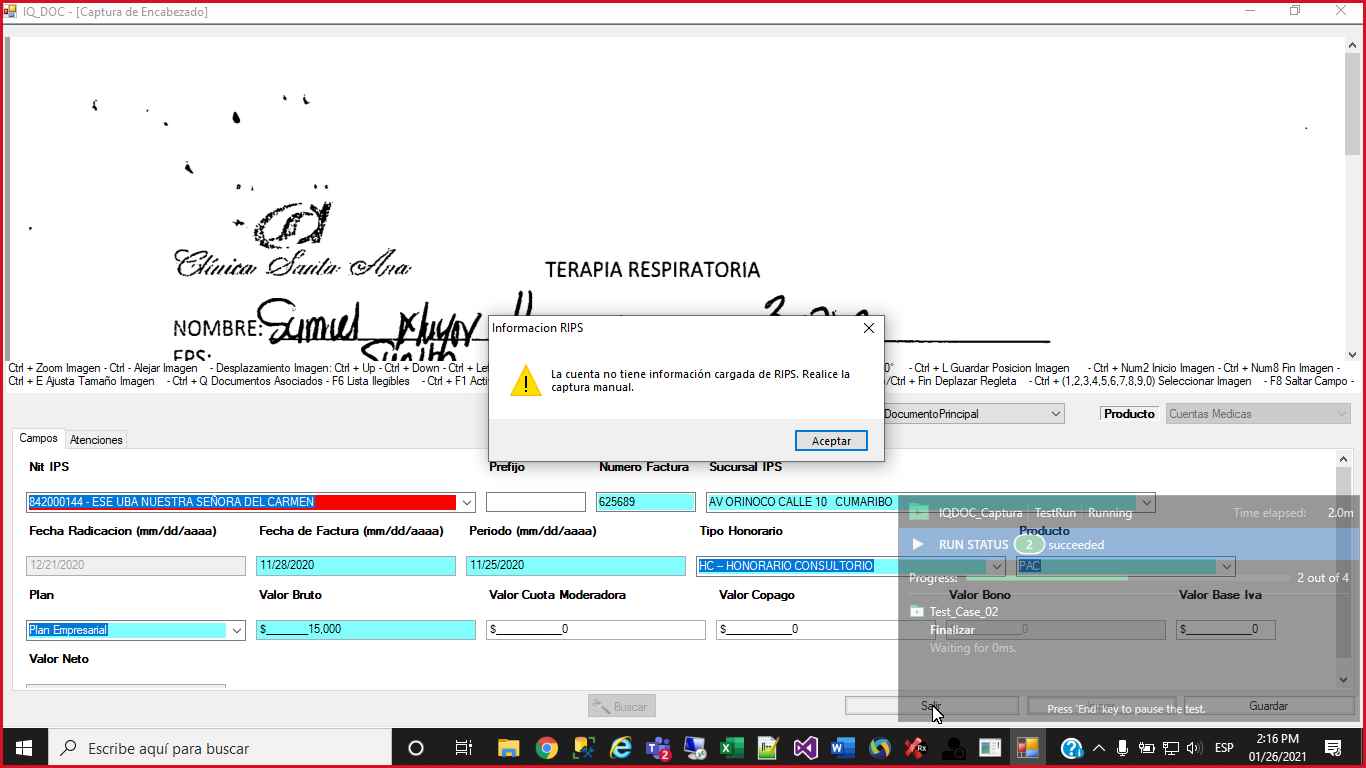 IQ_DOC - [Captura de Encabezado]
Clínica Santa Ana
TERAPIA RESPIRATORIA
NOMBRE:
EPS:
Ctrl + Zoom Imagen - Ctrl - Alejar Imagen - Desplazamiento Imagen: Ctrl + Up - Ctrl + Down - Ctrl + Le
0° - Ctrl + L Guardar Posicion Imagen - Ctrl + Num2 Inicio Imagen - Ctrl + Num8 Fin Imagen -
Ctrl + E Ajusta Tamaño Imagen - Ctrl + Q Documentos Asociados - F6 Lista Ilegibles - Ctrl + F1 Acti
/Ctrl + Fin Deplazar Regleta - Ctrl + (1,2,3,4,5,6,7,8,9,0) Seleccionar Imagen - F8 Saltar Campo -
Informacion RIPS
La cuenta no tiene información cargada de RIPS. Realice la
captura manual.
Aceptar
DocumentoPrincipal
Producto
Cuentas Medicas
Campos
Atenciones
Nit IPS
Prefijo
Numero Factura
Sucursal IPS
842000144 - ESE UBA NUESTRA SEÑORA DEL CARMEN
625689
AV ORINOCO CALLE 10 CUMARIBO
Fecha Radicacion (mm/dd/aaaa)
Fecha de Factura (mm/dd/aaaa)
Periodo (mm/dd/aaaa)
Tipo Honorario
Producto
12/21/2020
11/28/2020
11/25/2020
HC – HONORARIO CONSULTORIO
PAC
Plan
Valor Bruto
Valor Cuota Moderadora
Valor Copago
Valor Bono
Valor Base Iva
Plan Empresarial
$________15,000
$____________0
$____________0
0
$____________0
Valor Neto
IQDOC_Captura TestRun Running
Time elapsed: 2.0m
RUN STATUS 2 succeeded
Progress:
2 out of 4
Test_Case_02
Finalizar
Waiting for 0ms.
Press 'End' key to pause the test.
Buscar
Salir
Guardar
Escribe aquí para buscar
ESP
2:16 PM
01/26/2021